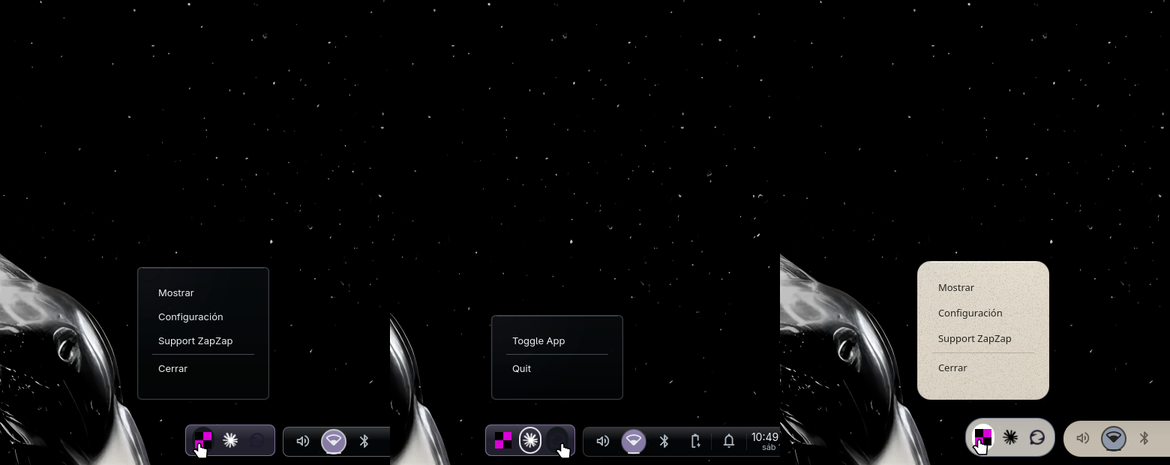 Mostrar
Configuración
Support ZapZap
Cerrar
Toggle App
Quit
10:49
sáb
Mostrar
Configuración
Support ZapZap
Cerrar